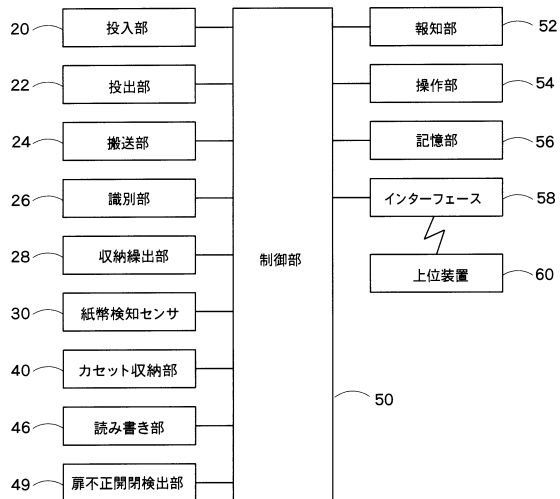 20 投入部
22 投出部
24 搬送部
26 識別部
28 収納繰出部
30 紙幣検知センサ
40 カセット収納部
46 読み書き部
49 扉不正開閉検出部
制御部
50
報知部 52
操作部 54
記憶部 56
インターフェース 58
上位装置 60